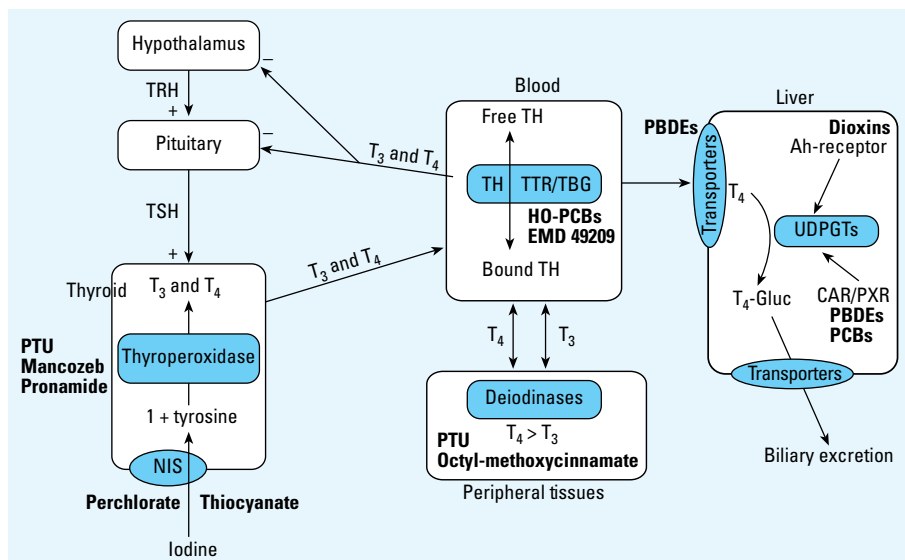 Hypothalamus
−
TRH
+
Pituitary
−
TSH
+
T₃ and T₄
T₃ and T₄
Thyroid
T₃ and T₄
PTU
Mancozeb
Pronamide
Thyroperoxidase
1 + tyrosine
NIS
Perchlorate
Thiocyanate
Iodine
Blood
Free TH
TH
TTR/TBG
HO-PCBs
EMD 49209
Bound TH
T₄
T₃
Deiodinases
T₄ > T₃
PTU
Octyl-methoxycinnamate
Peripheral tissues
Liver
PBDEs
Transporters
T₄
Dioxins
Ah-receptor
UDPGTs
T₄-Gluc
CAR/PXR
PBDEs
PCBs
Transporters
Biliary excretion